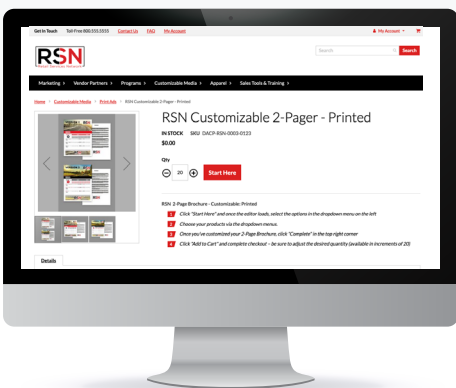 Get In Touch Toll Free 800.353.5553 Contact Us FAQ My Account
My Account
RSN
Search
Search
Marketing > Vendor Partners > Programs > Customizable Media > Apparel > Sales Tools & Training >
Home > Customizable Media > Print Ads > RSN Customizable 2-Pager - Printed
RSN Customizable 2-Pager - Printed
IN STOCK SKU DACP-RSN-0003-0123
$0.00
Qty
20
Start Here
RSN 2-Page Brochure - Customizable: Printed
1 Click "Start Here" and once the editor loads, select the options in the dropdown menu on the left
2 Choose your products via the dropdown menus.
3 Once you've customized your 2-Page Brochure, click "Complete" in the top right corner
4 Click "Add to Cart" and complete checkout - be sure to adjust the desired quantity (available in increments of 20)
Details